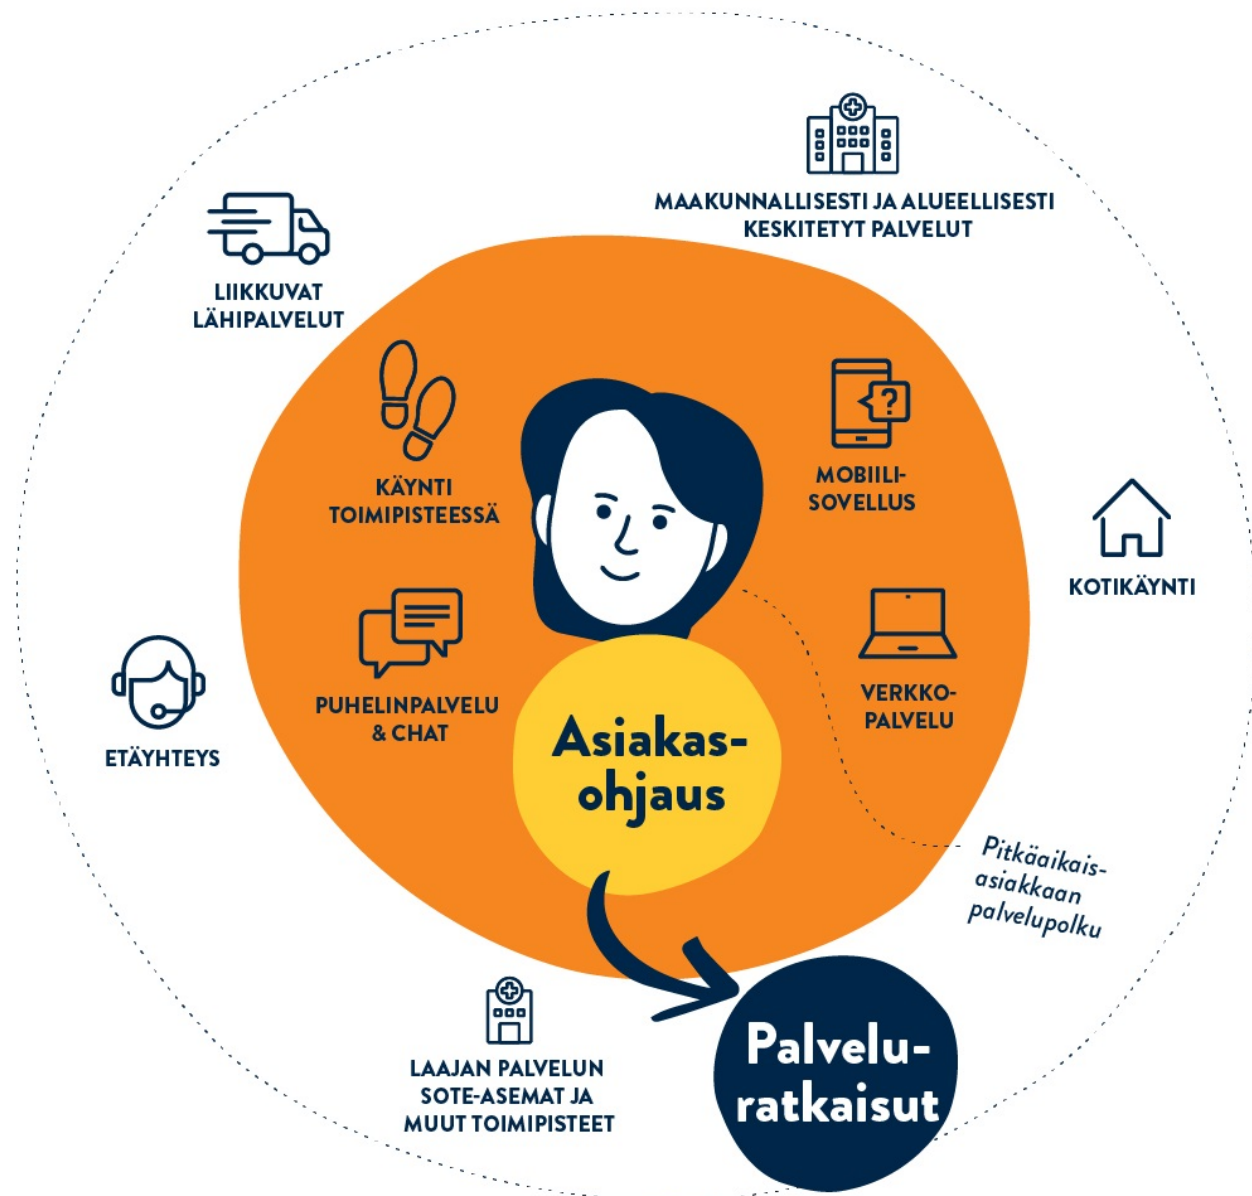 MAAKUNNALLISESTI JA ALUEELLISESTI
KESKITETYT PALVELUT
LIIKKUVAT
LÄHIPALVELUT
KÄYNTI
TOIMIPISTEESSÄ
?
MOBIILI-
SOVELLUS
KOTIKÄYNTI
PUHELINPALVELU
& CHAT
VERKKO-
PALVELU
ETÄYHTEYS
Asiakas-
ohjaus
Pitkäaikais-
asiakkaan
palvelupolku
LAAJAN PALVELUN
SOTE-ASEMAT JA
MUUT TOIMIPISTEET
Palvelu-
ratkaisut